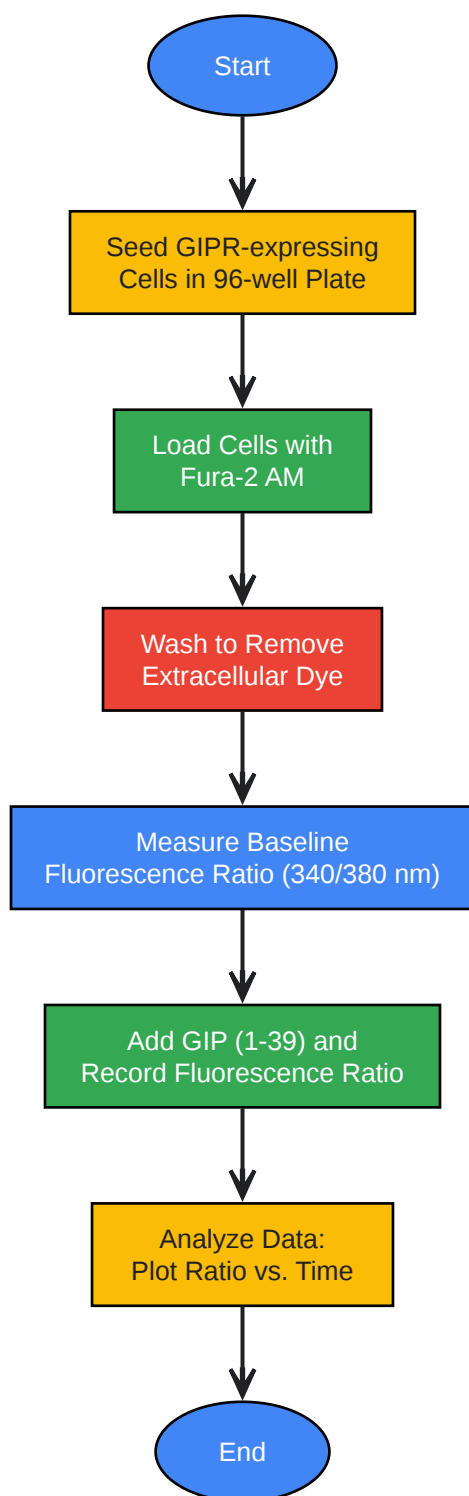 Start
Seed GIPR-expressing
Cells in 96-well Plate
Load Cells with
Fura-2 AM
Wash to Remove
Extracellular Dye
Measure Baseline
Fluorescence Ratio (340/380 nm)
Add GIP (1-39) and
Record Fluorescence Ratio
Analyze Data:
Plot Ratio vs. Time
End